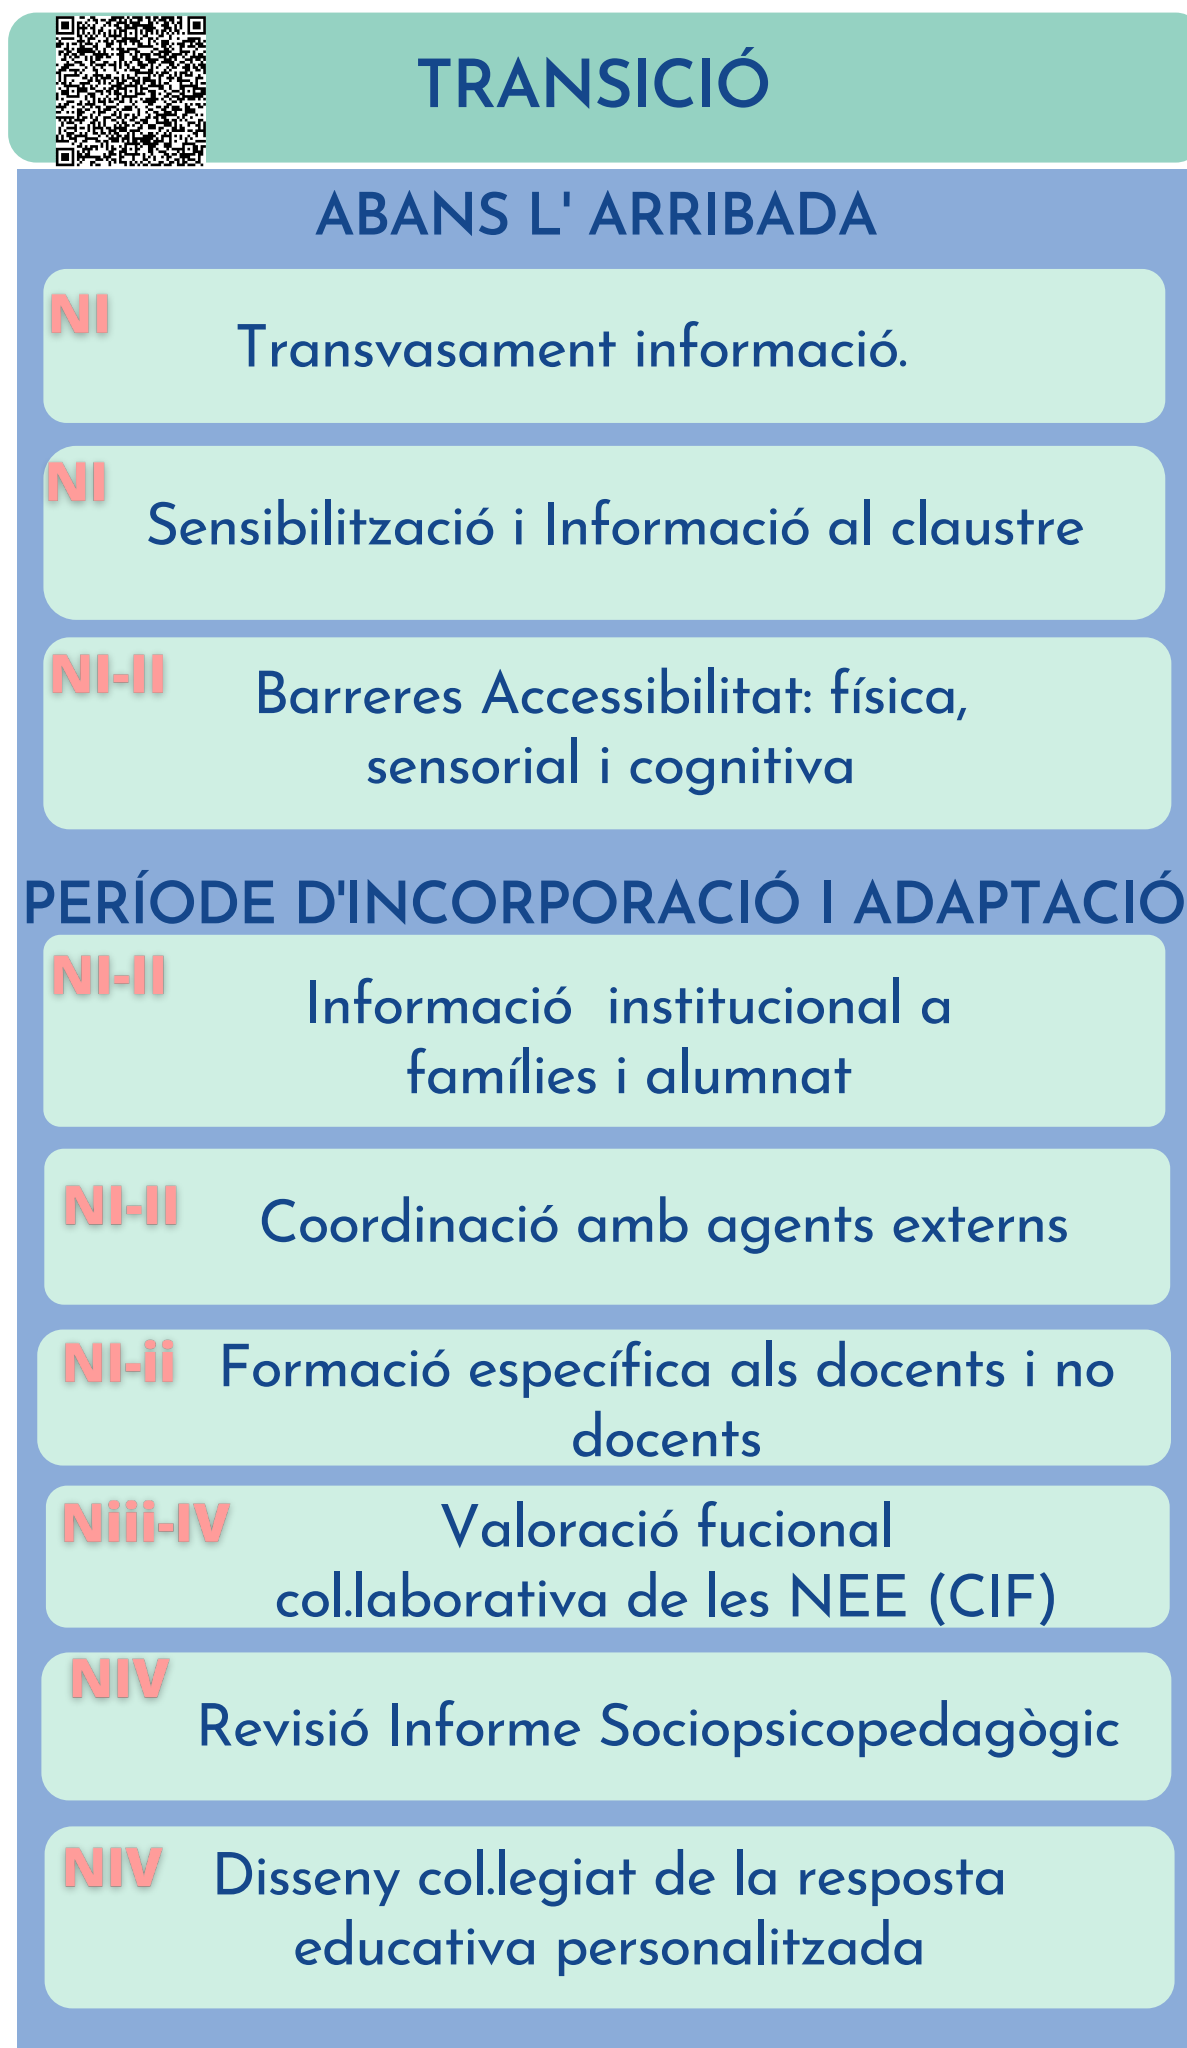 TRANSICIÓ
ABANS L' ARRIBADA
NI
Transvasament informació.
NI
Sensibilització i Informació al claustre
NI-II
Barreres Accessibilitat: física,
sensorial i cognitiva
PERÍODE D'INCORPORACIÓ I ADAPTACIÓ
NI-II
Informació institucional a
famílies i alumnat
NI-II
Coordinació amb agents externs
NI-ii
Formació específica als docents i no
docents
Niii-IV
Valoració fucional
col.laborativa de les NEE (CIF)
NIV
Revisió Informe Sociopsicopedagògic
NIV
Disseny col.legiat de la resposta
educativa personalitzada